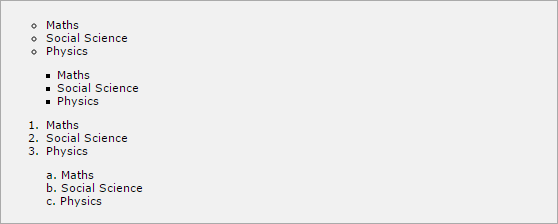 ◦ Maths
◦ Social Science
◦ Physics
▪ Maths
▪ Social Science
▪ Physics
1. Maths
2. Social Science
3. Physics
a. Maths
b. Social Science
c. Physics